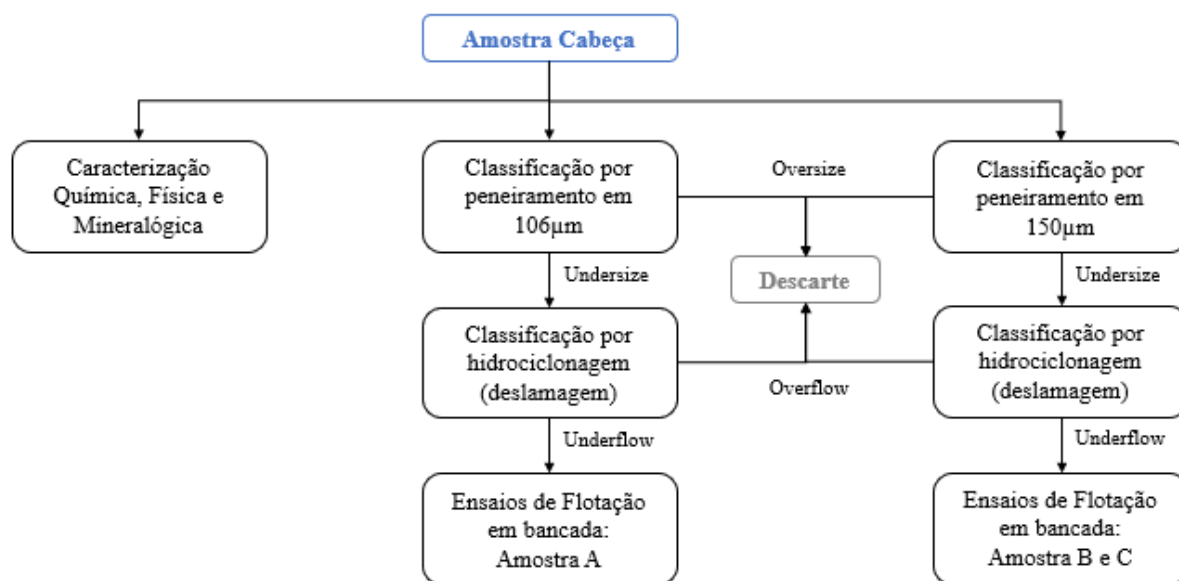 Amostra Cabeça
Caracterização
Química, Física e
Mineralógica
Classificação por
peneiramento em
106µm
Oversize
Classificação por
peneiramento em
150µm
Undersize
Descarte
Undersize
Classificação por
hidrociclonagem
(deslamagem)
Overflow
Classificação por
hidrociclonagem
(deslamagem)
Underflow
Underflow
Ensaios de Flotação
em bancada:
Amostra A
Ensaios de Flotação
em bancada:
Amostra B e C